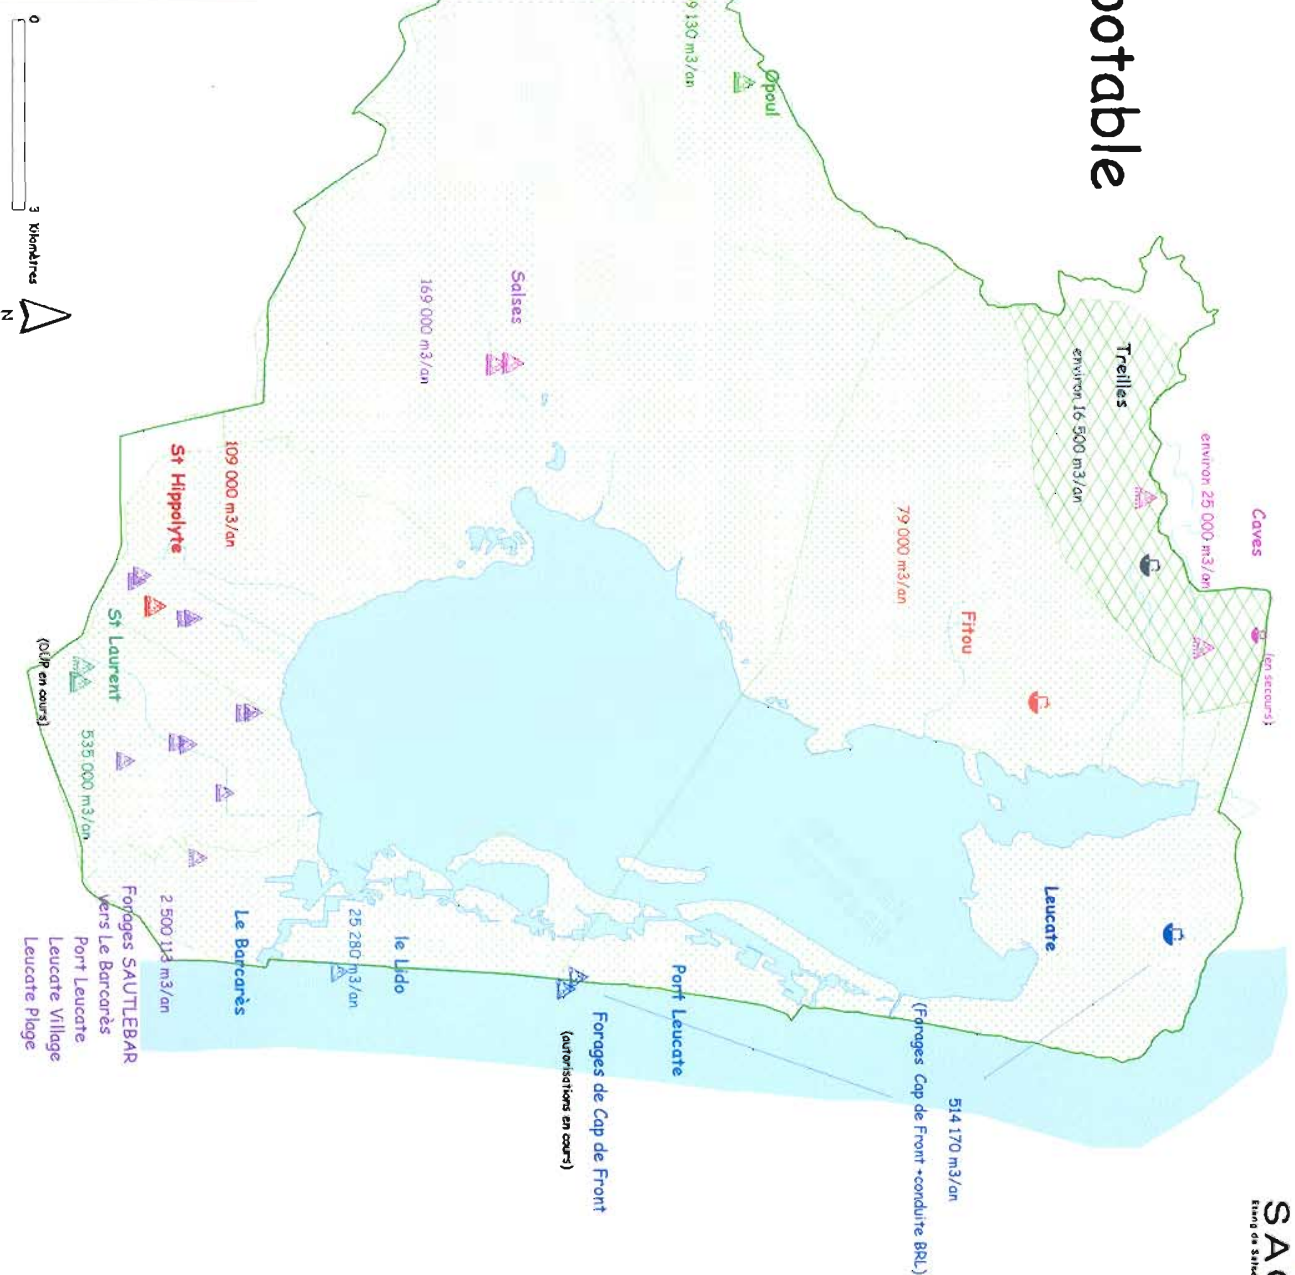 potable
Opoul
9 130 m3/an
Treilles
environ 16 500 m3/an
environ 25 000 m3/an
Caves
(en secours)
Salses
169 000 m3/an
79 000 m3/an
Fitou
109 000 m3/an
St Hippolyte
St Laurent
(DUP en cours)
535 000 m3/an
Leucate
Le Barcarès
le Lido
25 280 m3/an
2 500 113 m3/an
Forages SAUTLEBAR
vers Le Barcarès
Port Leucate
Leucate Village
Leucate Plage
Port Leucate
Forages de Cap de Front
(autorisations en cours)
514 170 m3/an
(Forages Cap de Front +conduite BRL)
0
3 Kilomètres
N
SA
Etang de